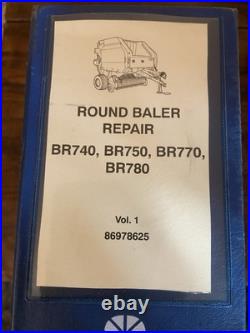 ROUND BALER
REPAIR
BR740, BR750, BR770,
BR780
Vol. 1
86978625